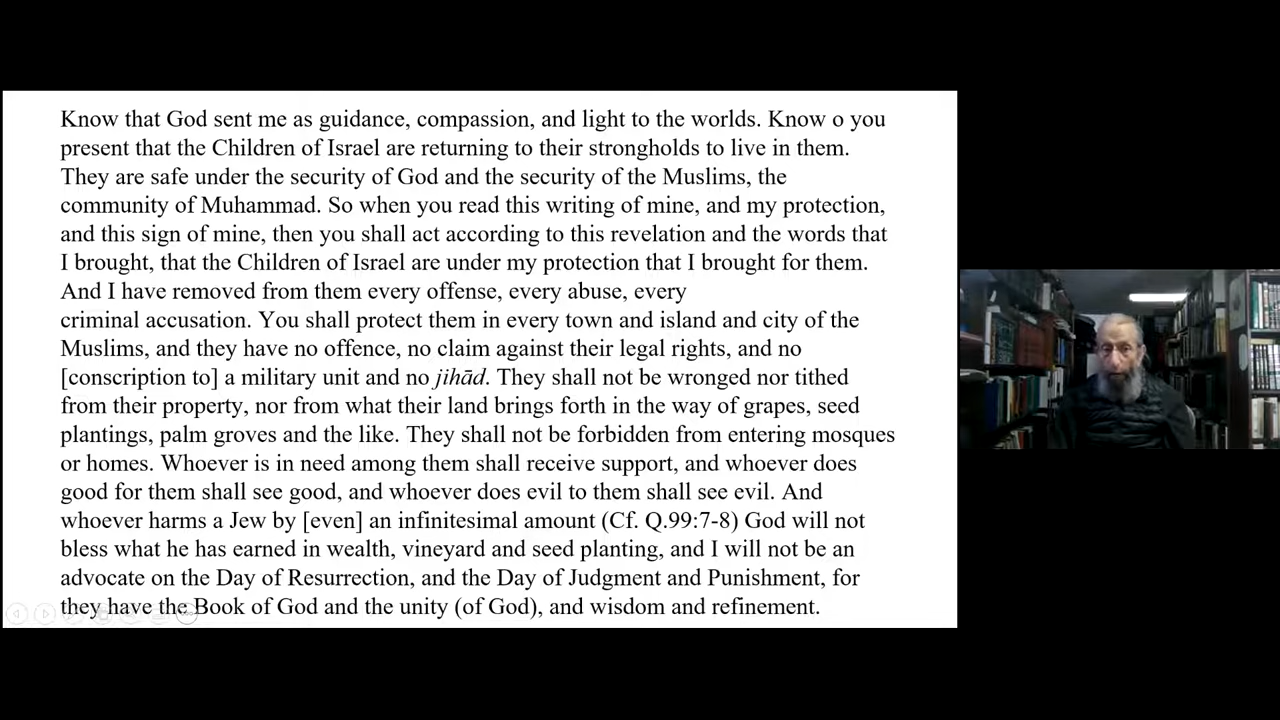 Know that God sent me as guidance, compassion, and light to the worlds. Know o you
present that the Children of Israel are returning to their strongholds to live in them.
They are safe under the security of God and the security of the Muslims, the
community of Muhammad. So when you read this writing of mine, and my protection,
and this sign of mine, then you shall act according to this revelation and the words that
I brought, that the Children of Israel are under my protection that I brought for them.
And I have removed from them every offense, every abuse, every
criminal accusation. You shall protect them in every town and island and city of the
Muslims, and they have no offence, no claim against their legal rights, and no
[conscription to] a military unit and no jihād. They shall not be wronged nor tithed
from their property, nor from what their land brings forth in the way of grapes, seed
plantings, palm groves and the like. They shall not be forbidden from entering mosques
or homes. Whoever is in need among them shall receive support, and whoever does
good for them shall see good, and whoever does evil to them shall see evil. And
whoever harms a Jew by [even] an infinitesimal amount (Cf. Q.99:7-8) God will not
bless what he has earned in wealth, vineyard and seed planting, and I will not be an
advocate on the Day of Resurrection, and the Day of Judgment and Punishment, for
they have the Book of God and the unity (of God), and wisdom and refinement.